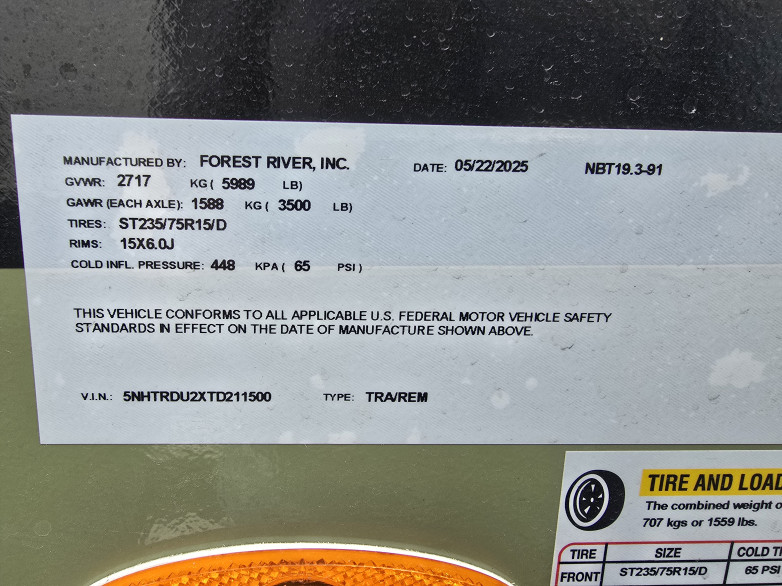 MANUFACTURED BY: FOREST RIVER, INC. DATE: 05/22/2025 NBT19.3-91
GVWR: 2717 KG ( 5989 LB)
GAWR (EACH AXLE): 1588 KG ( 3500 LB)
TIRES: ST235/75R15/D
RIMS: 15X6.0J
COLD INFL. PRESSURE: 448 KPA ( 65 PSI )
THIS VEHICLE CONFORMS TO ALL APPLICABLE U.S. FEDERAL MOTOR VEHICLE SAFETY
STANDARDS IN EFFECT ON THE DATE OF MANUFACTURE SHOWN ABOVE.
V.I.N.: 5NHTRDU2XTD211500 TYPE: TRA/REM
TIRE AND LOAD
The combined weight o
707 kgs or 1559 lbs.
TIRE SIZE COLD TI
FRONT ST235/75R15/D 65 PSI